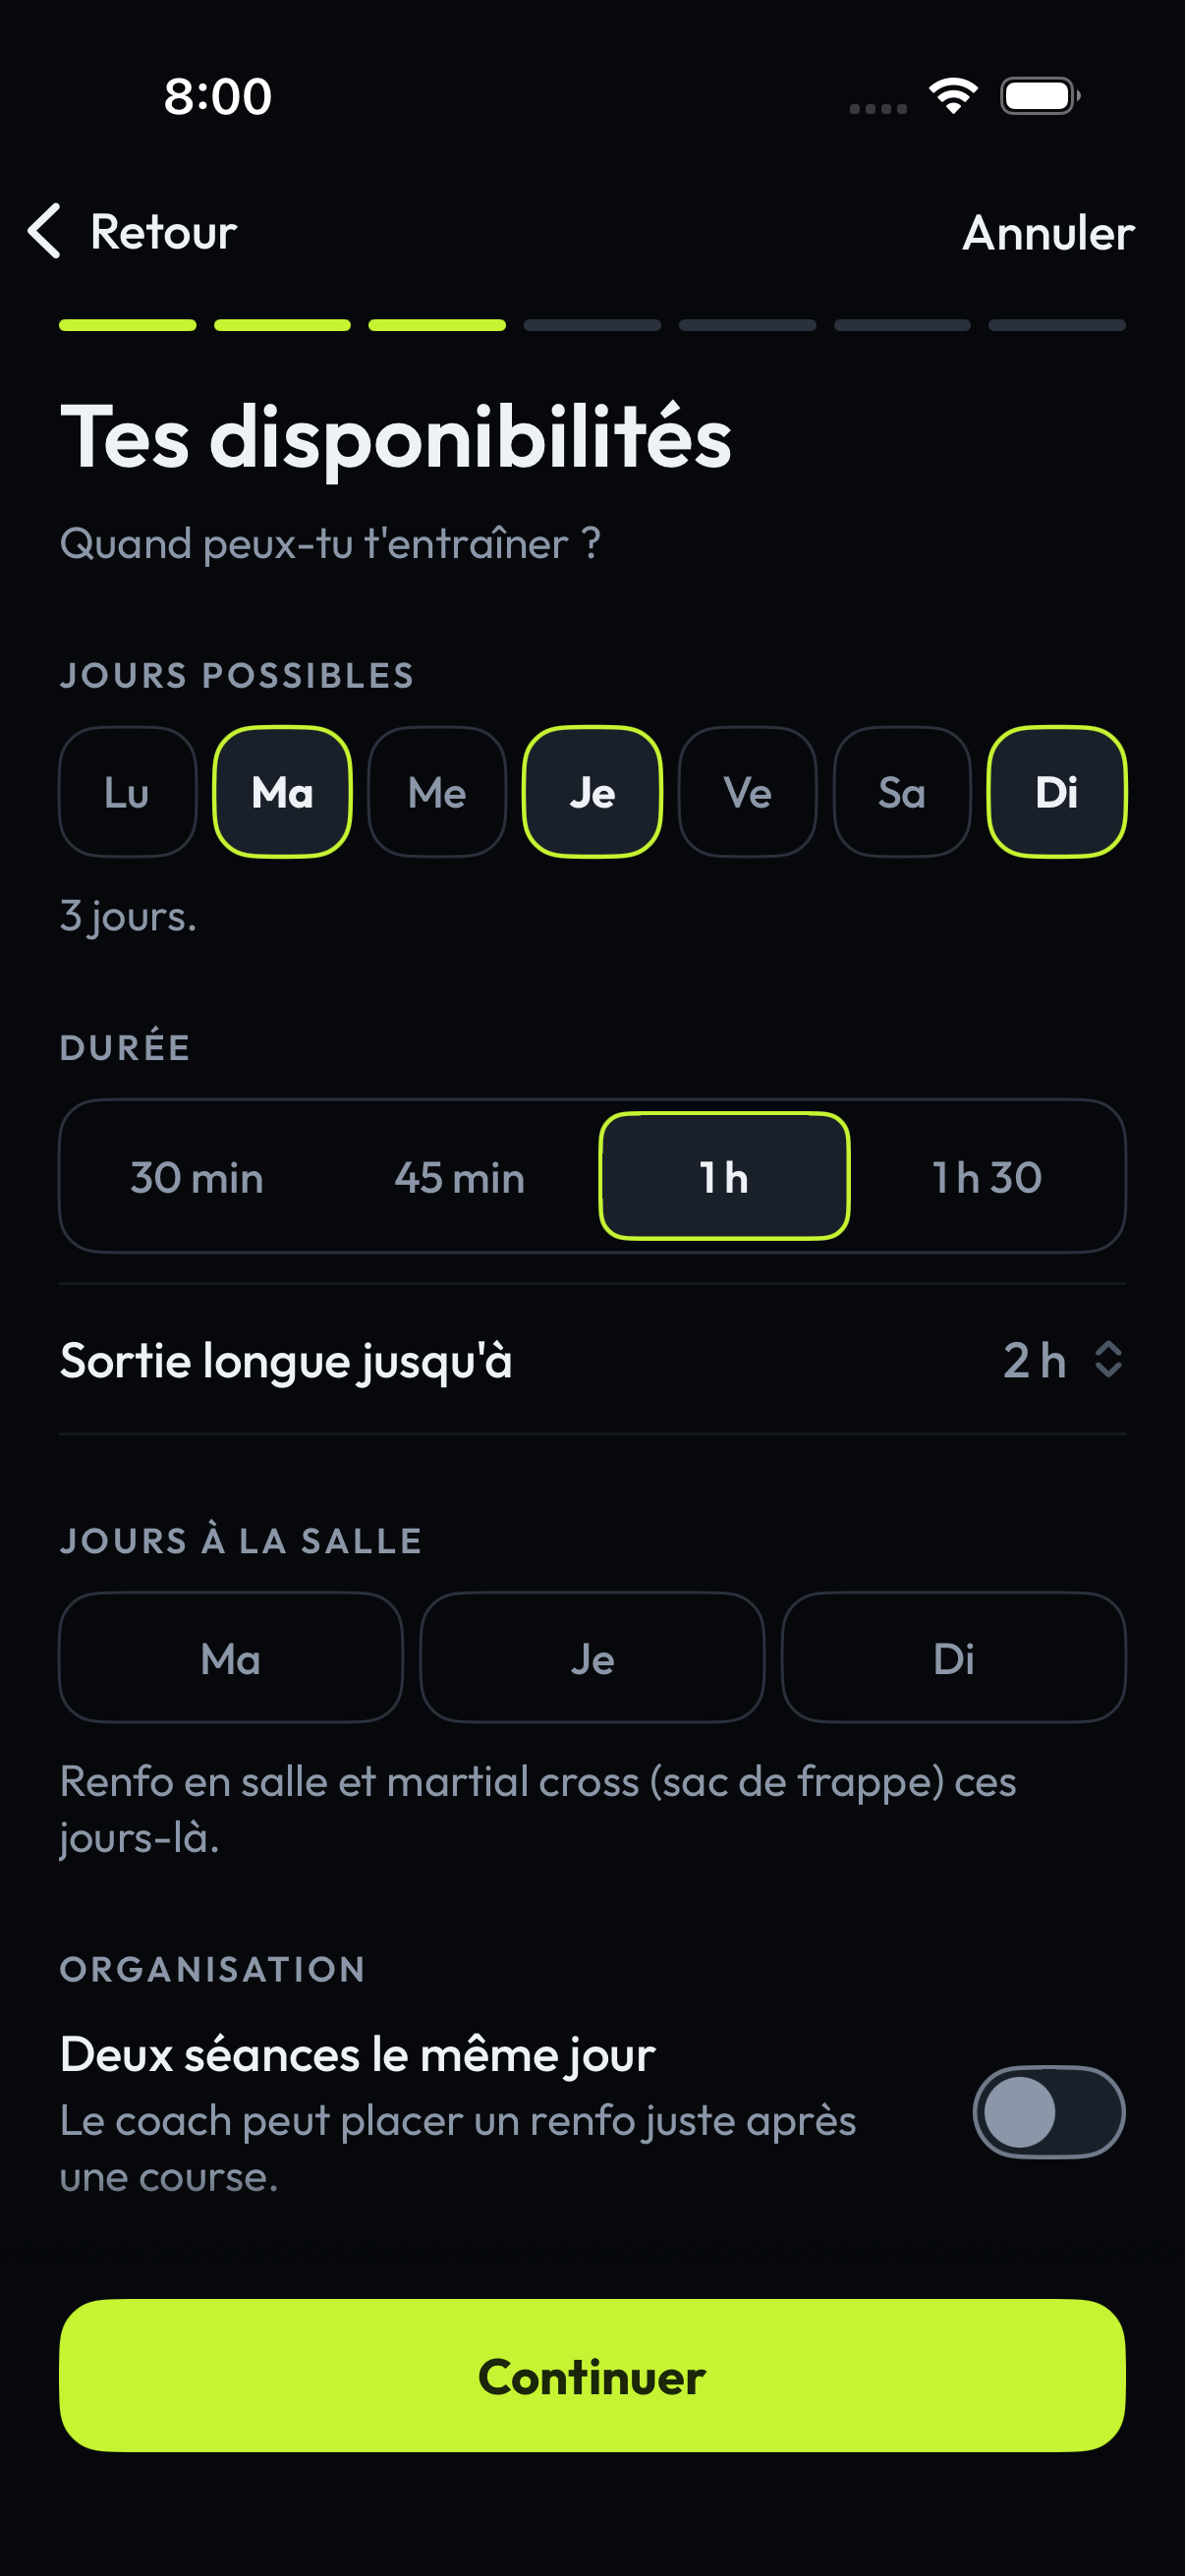 8:00
Retour
Annuler
Tes disponibilités
Quand peux-tu t'entraîner ?
JOURS POSSIBLES
Lu Ma Me Je Ve Sa Di
3 jours.
DURÉE
30 min 45 min 1 h 1 h 30
Sortie longue jusqu'à 2 h
JOURS À LA SALLE
Ma Je Di
Renfo en salle et martial cross (sac de frappe) ces
jours-là.
ORGANISATION
Deux séances le même jour
Le coach peut placer un renfo juste après
une course.
Continuer